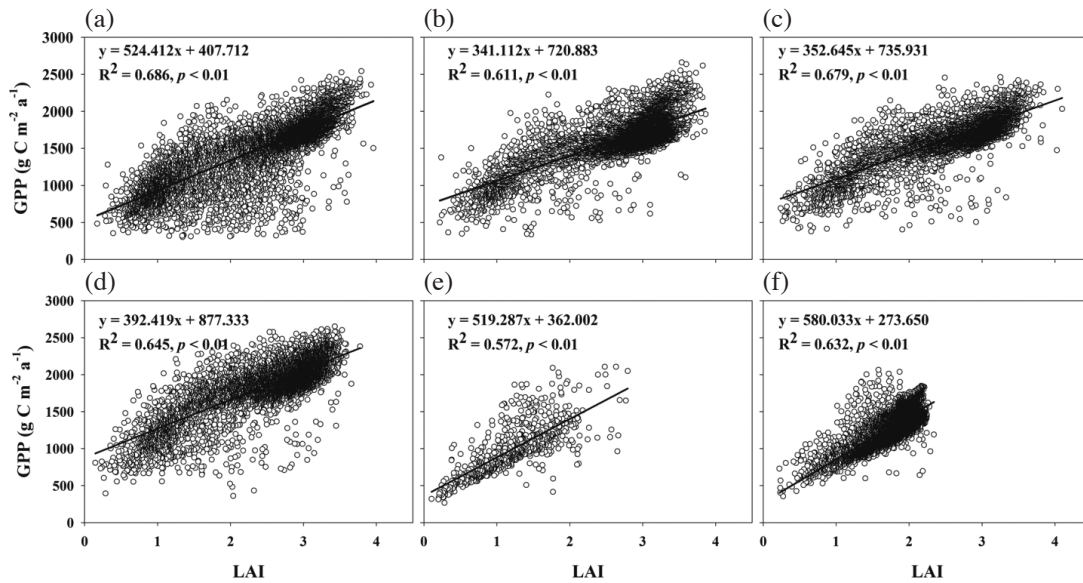 (a) (b) (c)
3000
2500
2000
1500
1000
500
0
GPP (g C m⁻² a⁻¹)
y = 524.412x + 407.712
R² = 0.686, p < 0.01
y = 341.112x + 720.883
R² = 0.611, p < 0.01
y = 352.645x + 735.931
R² = 0.679, p < 0.01
(d) (e) (f)
3000
2500
2000
1500
1000
500
0
GPP (g C m⁻² a⁻¹)
y = 392.419x + 877.333
R² = 0.645, p < 0.01
y = 519.287x + 362.002
R² = 0.572, p < 0.01
y = 580.033x + 273.650
R² = 0.632, p < 0.01
0 1 2 3 4 0 1 2 3 4 0 1 2 3 4
LAI LAI LAI